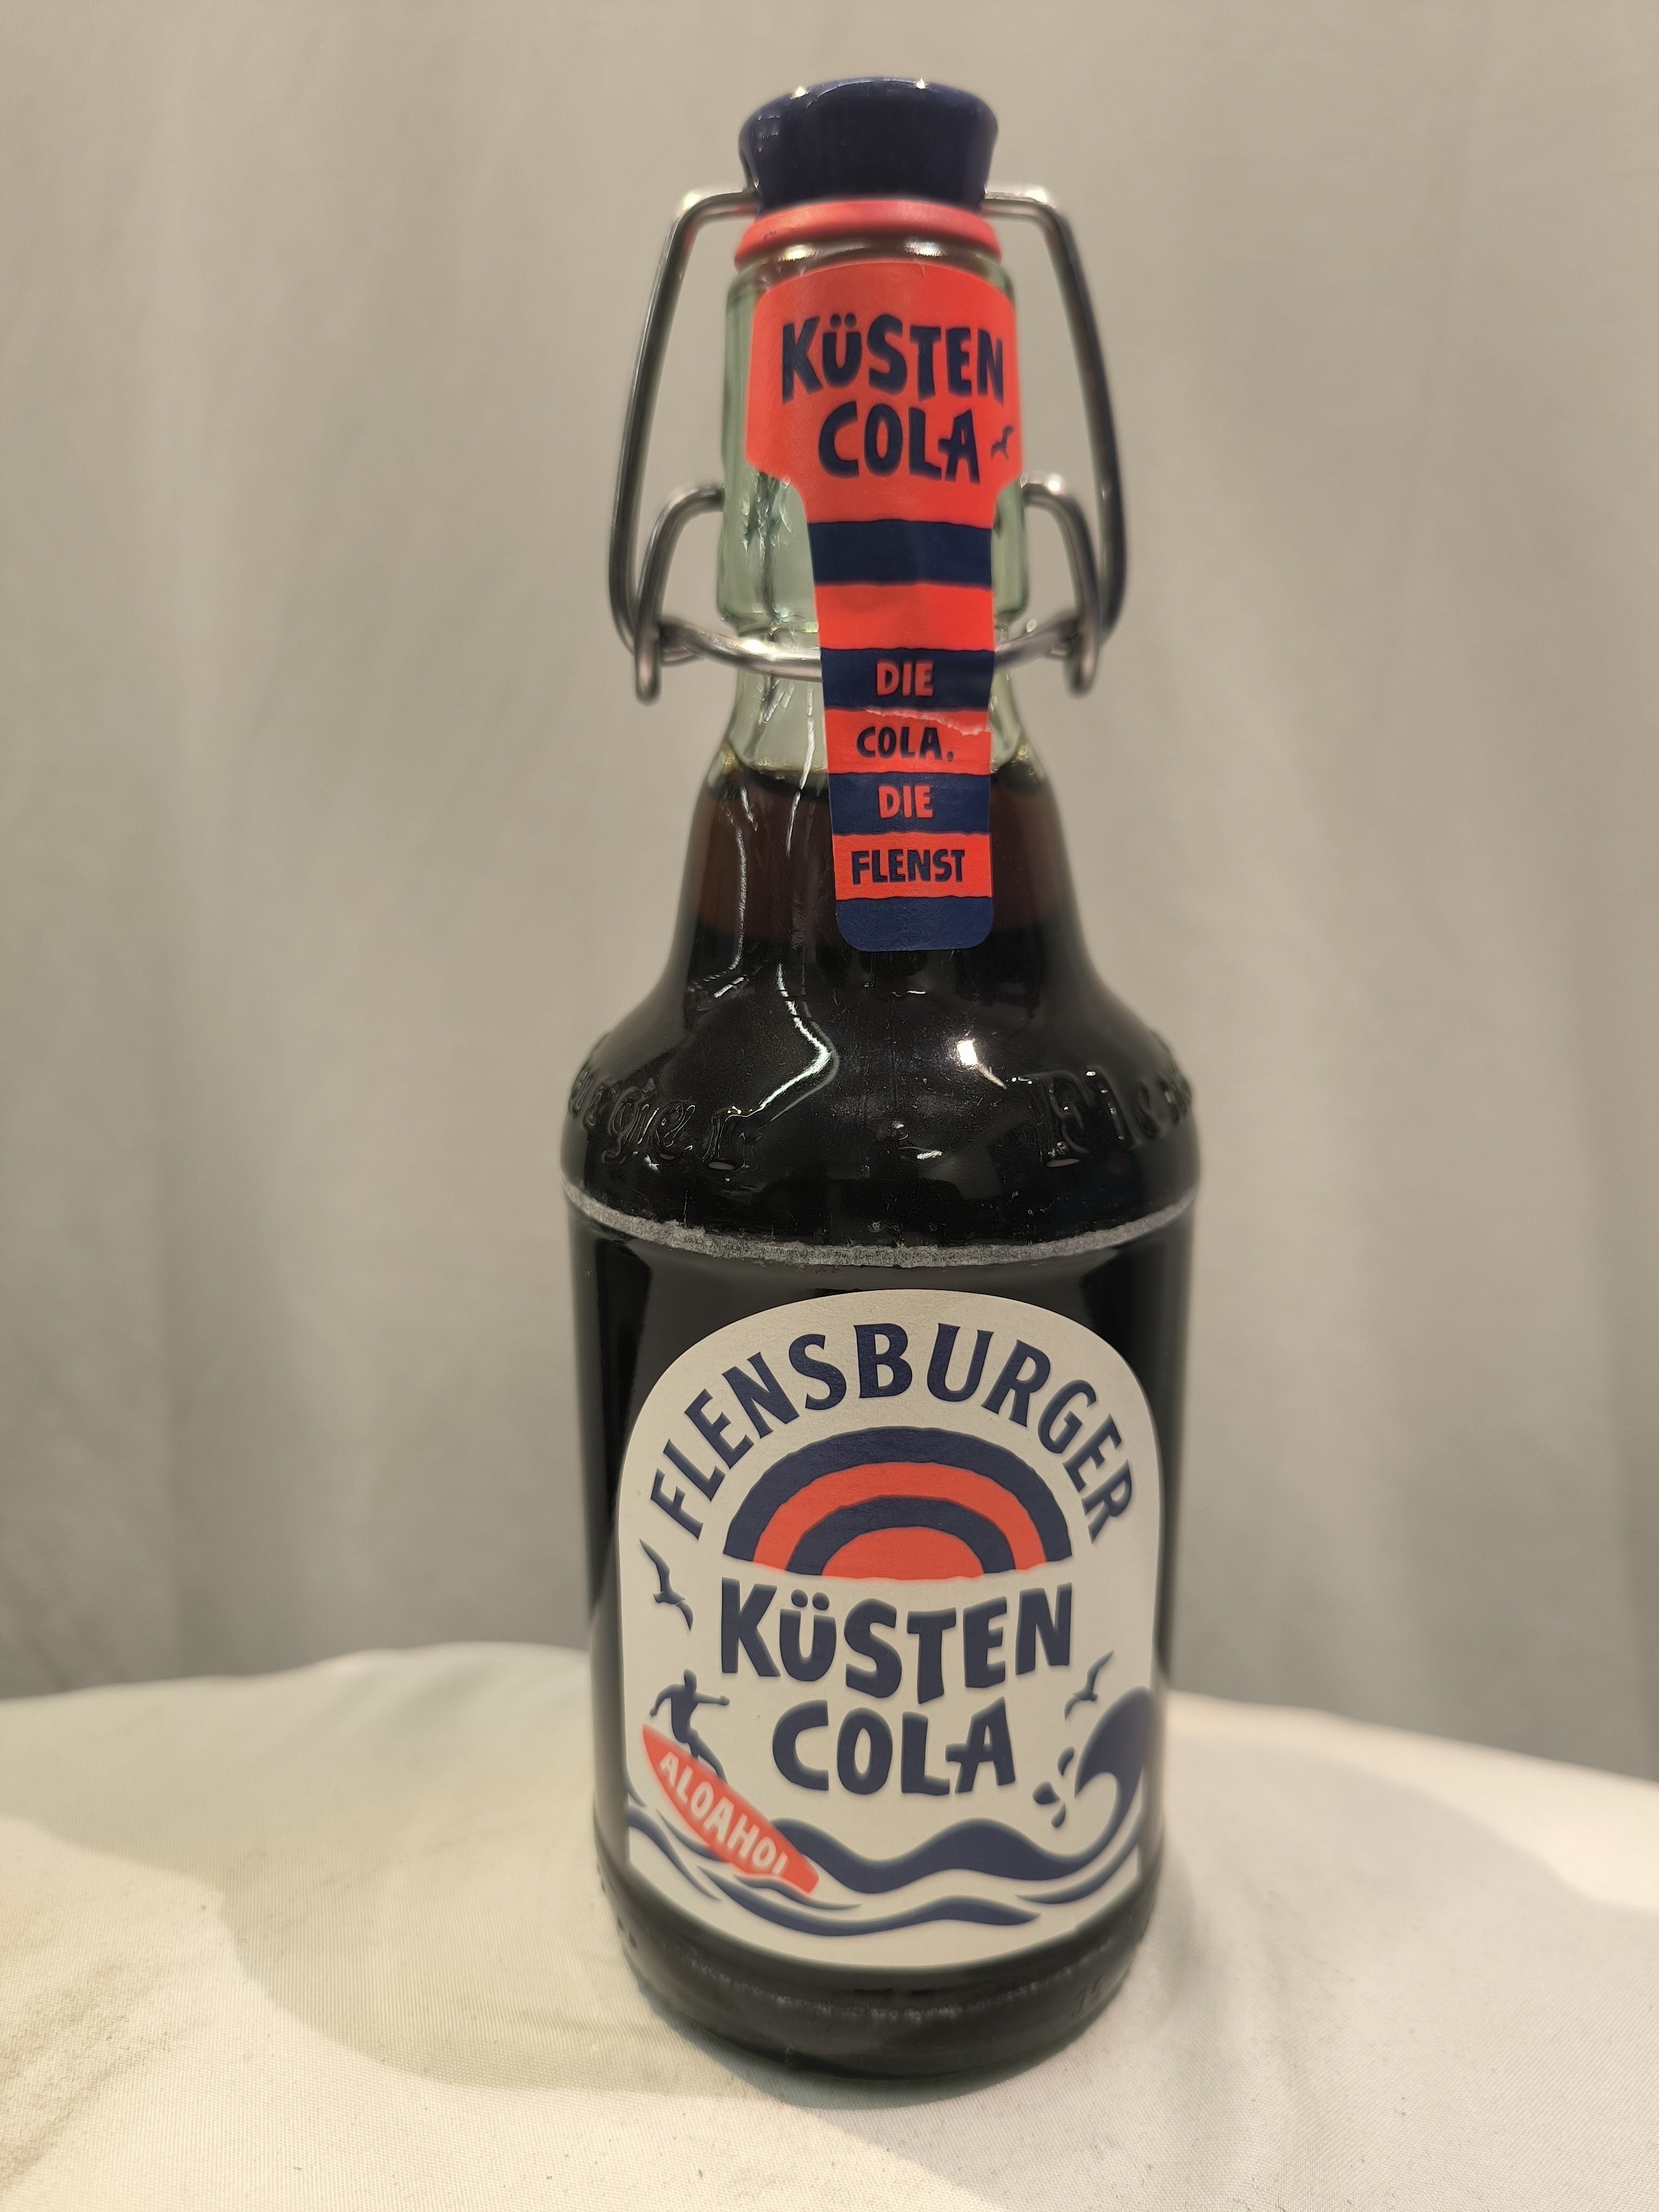 KÜSTEN
COLA
DIE
COLA,
DIE
FLENST
FLENSBURGER
KÜSTEN
COLA
ALOAHOI